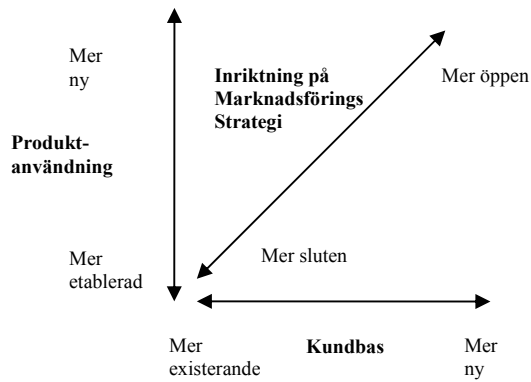 Mer
ny
Inriktning på
Marknadsförings
Strategi
Mer öppen
Produkt-
användning
Mer
etablerad
Mer sluten
Mer
existerande
Kundbas
Mer
ny